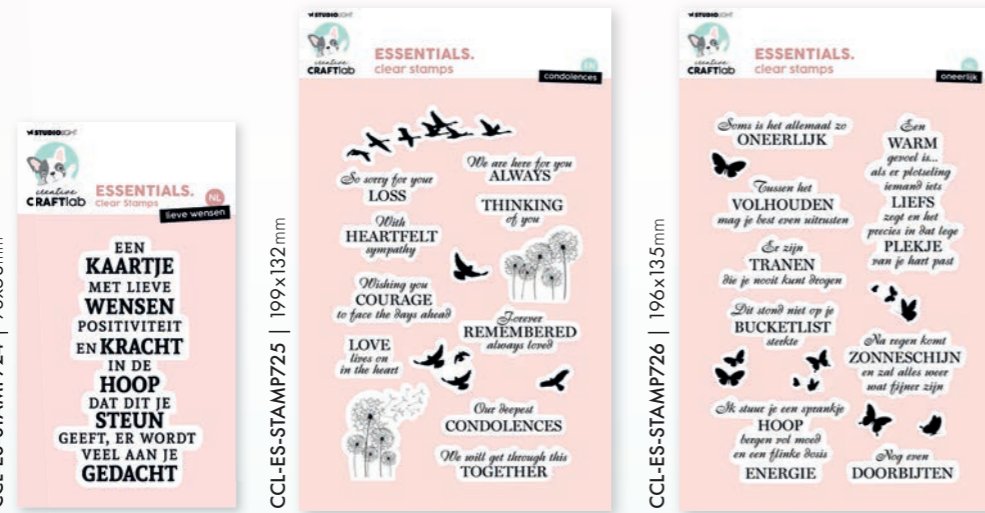 STUDIOLIGHT
creative
CRAFTlab
ESSENTIALS.
Clear Stamps
NL
lieve wensen
EEN
KAARTJE
MET LIEVE
WENSEN
POSITIVITEIT
EN KRACHT
IN DE
HOOP
DAT DIT JE
STEUN
GEEFT, ER WORDT
VEEL AAN JE
GEDACHT
CCL-ES-STAMP725 | 199x132mm
STUDIOLIGHT
creative
CRAFTlab
ESSENTIALS.
clear stamps
EN
condolences
So sorry for your
LOSS
With
HEARTFELT
sympathy
Wishing you
COURAGE
to face the days ahead
LOVE
lives on
in the heart
We are here for you
ALWAYS
THINKING
of you
Forever
REMEMBERED
always loved
Our deepest
CONDOLENCES
We will get through this
TOGETHER
CCL-ES-STAMP726 | 196x135mm
STUDIOLIGHT
creative
CRAFTlab
ESSENTIALS.
clear stamps
NL
oneerlijk
Soms is het allemaal zo
ONEERLIJK
Tussen het
VOLHOUDEN
mag je best even uitrusten
Er zijn
TRANEN
die je nooit kunt drogen
Dit stond niet op je
BUCKETLIST
sterkte
Ik stuur je een sprankje
HOOP
bergen vol moed
en een flinke dosis
ENERGIE
Een
WARM
gevoel is...
als er plotseling
iemand iets
LIEFS
zegt en het
precies in dat lege
PLEKJE
van je hart past
Na regen komt
ZONNESCHIJN
en zal alles weer
wat fijner zijn
Nog even
DOORBIJTEN